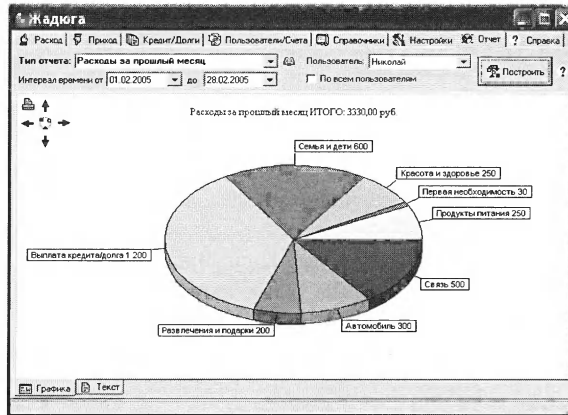 Жадюга
Расход Приход Кредит/Долги Пользователи/Счета Справочники Настройки Отчет ? Справка
Тип отчета: Расходы за прошлый месяц Пользователь: Николай Построить ?
Интервал времени от 01.02.2005 до 28.02.2005 По всем пользователям
Расходы за прошлый месяц ИТОГО: 3330,00 руб
Семья и дети 600
Красота и здоровье 250
Первая необходимость 30
Продукты питания 250
Выплата кредита/долга 1 200
Связь 500
Развлечения и подарки 200
Автомобиль 300
Графика Текст